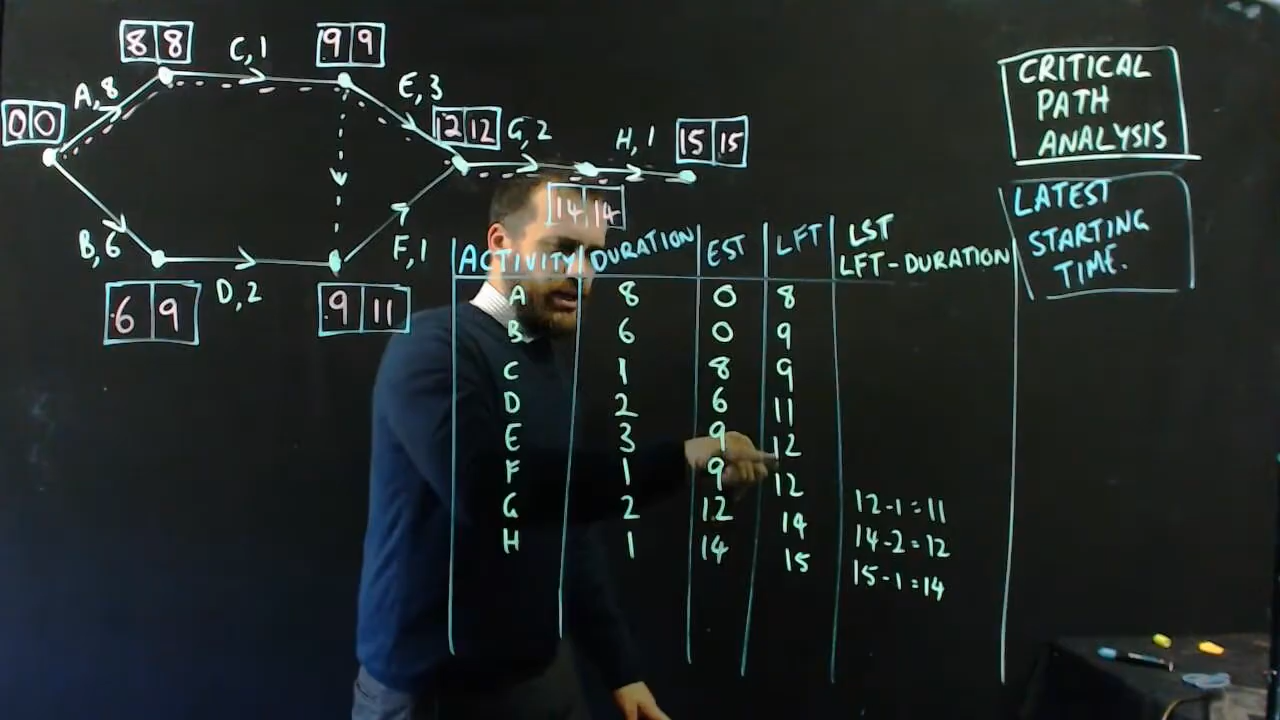 8 8
C,1
9 9
A,8
E,3
0 0
12 12
G,2
H,1
15 15
14 14
B,6
F,1
D,2
6 9
9 11
CRITICAL
PATH
ANALYSIS
LATEST
STARTING
TIME.
ACTIVITY DURATION EST LFT LST
LFT-DURATION
A 8 0 8
B 6 0 9
C 1 8 9
D 2 6 11
E 3 9 12
F 1 9 12 12-1=11
G 2 12 14 14-2=12
H 1 14 15 15-1=14